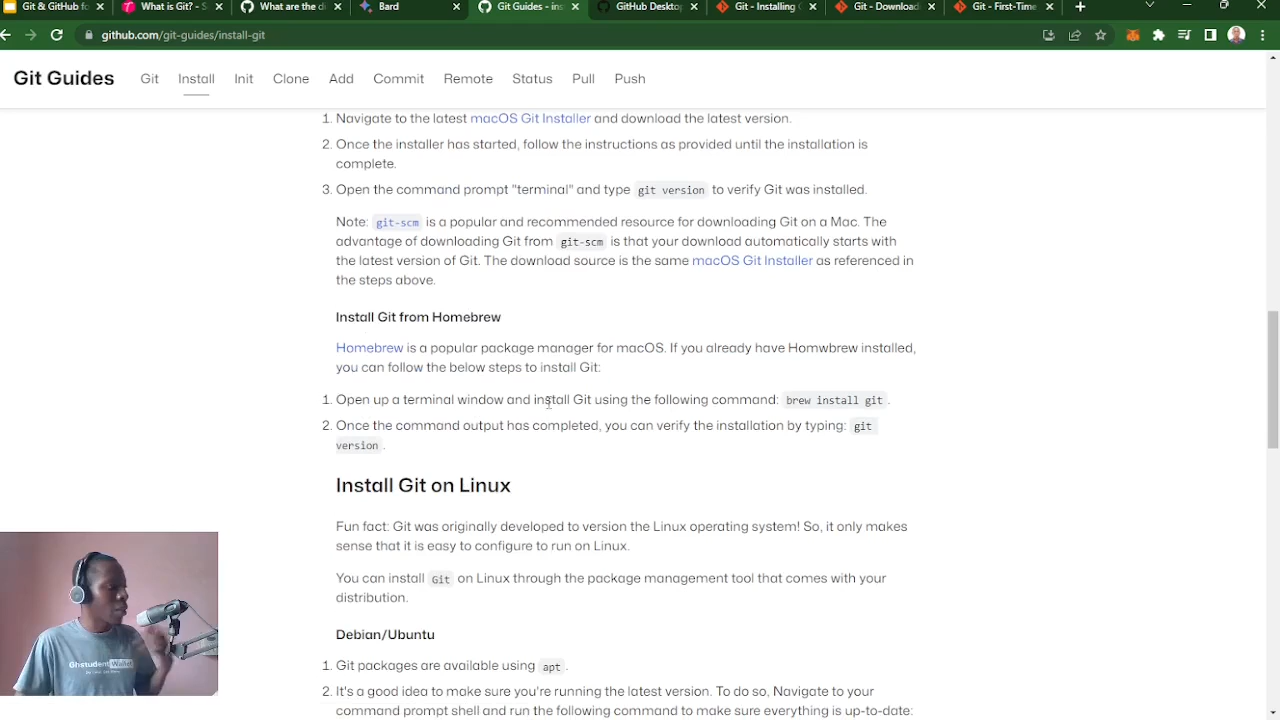 Git & GitHub fo
What is Git? - S
What are the di
Bard
Git Guides - ins
GitHub Desktop
Git - Installing G
Git - Downloadi
Git - First-Time
github.com/git-guides/install-git
Git Guides Git Install Init Clone Add Commit Remote Status Pull Push
1. Navigate to the latest macOS Git Installer and download the latest version.
2. Once the installer has started, follow the instructions as provided until the installation is
complete.
3. Open the command prompt "terminal" and type git version to verify Git was installed.
Note: git-scm is a popular and recommended resource for downloading Git on a Mac. The
advantage of downloading Git from git-scm is that your download automatically starts with
the latest version of Git. The download source is the same macOS Git Installer as referenced in
the steps above.
Install Git from Homebrew
Homebrew is a popular package manager for macOS. If you already have Homwbrew installed,
you can follow the below steps to install Git:
1. Open up a terminal window and install Git using the following command: brew install git.
2. Once the command output has completed, you can verify the installation by typing: git
version.
Install Git on Linux
Fun fact: Git was originally developed to version the Linux operating system! So, it only makes
sense that it is easy to configure to run on Linux.
You can install Git on Linux through the package management tool that comes with your
distribution.
Debian/Ubuntu
1. Git packages are available using apt.
2. It's a good idea to make sure you're running the latest version. To do so, Navigate to your
command prompt shell and run the following command to make sure everything is up-to-date:
Ghstudent Wallet